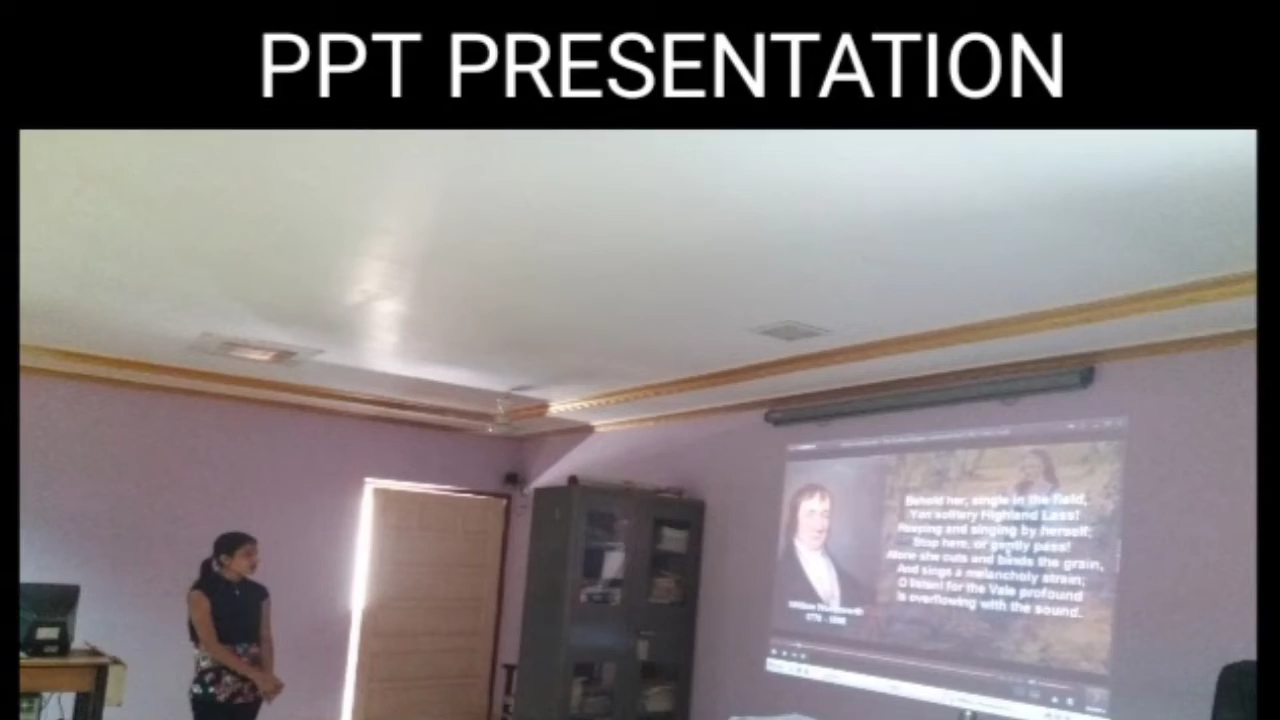 PPT PRESENTATION
Behold her, single in the field,
Yon solitary Highland Lass!
Reaping and singing by herself;
Stop here, or gently pass!
Alone she cuts and binds the grain,
And sings a melancholy strain;
O listen! for the Vale profound
Is overflowing with the sound.
William Wordsworth